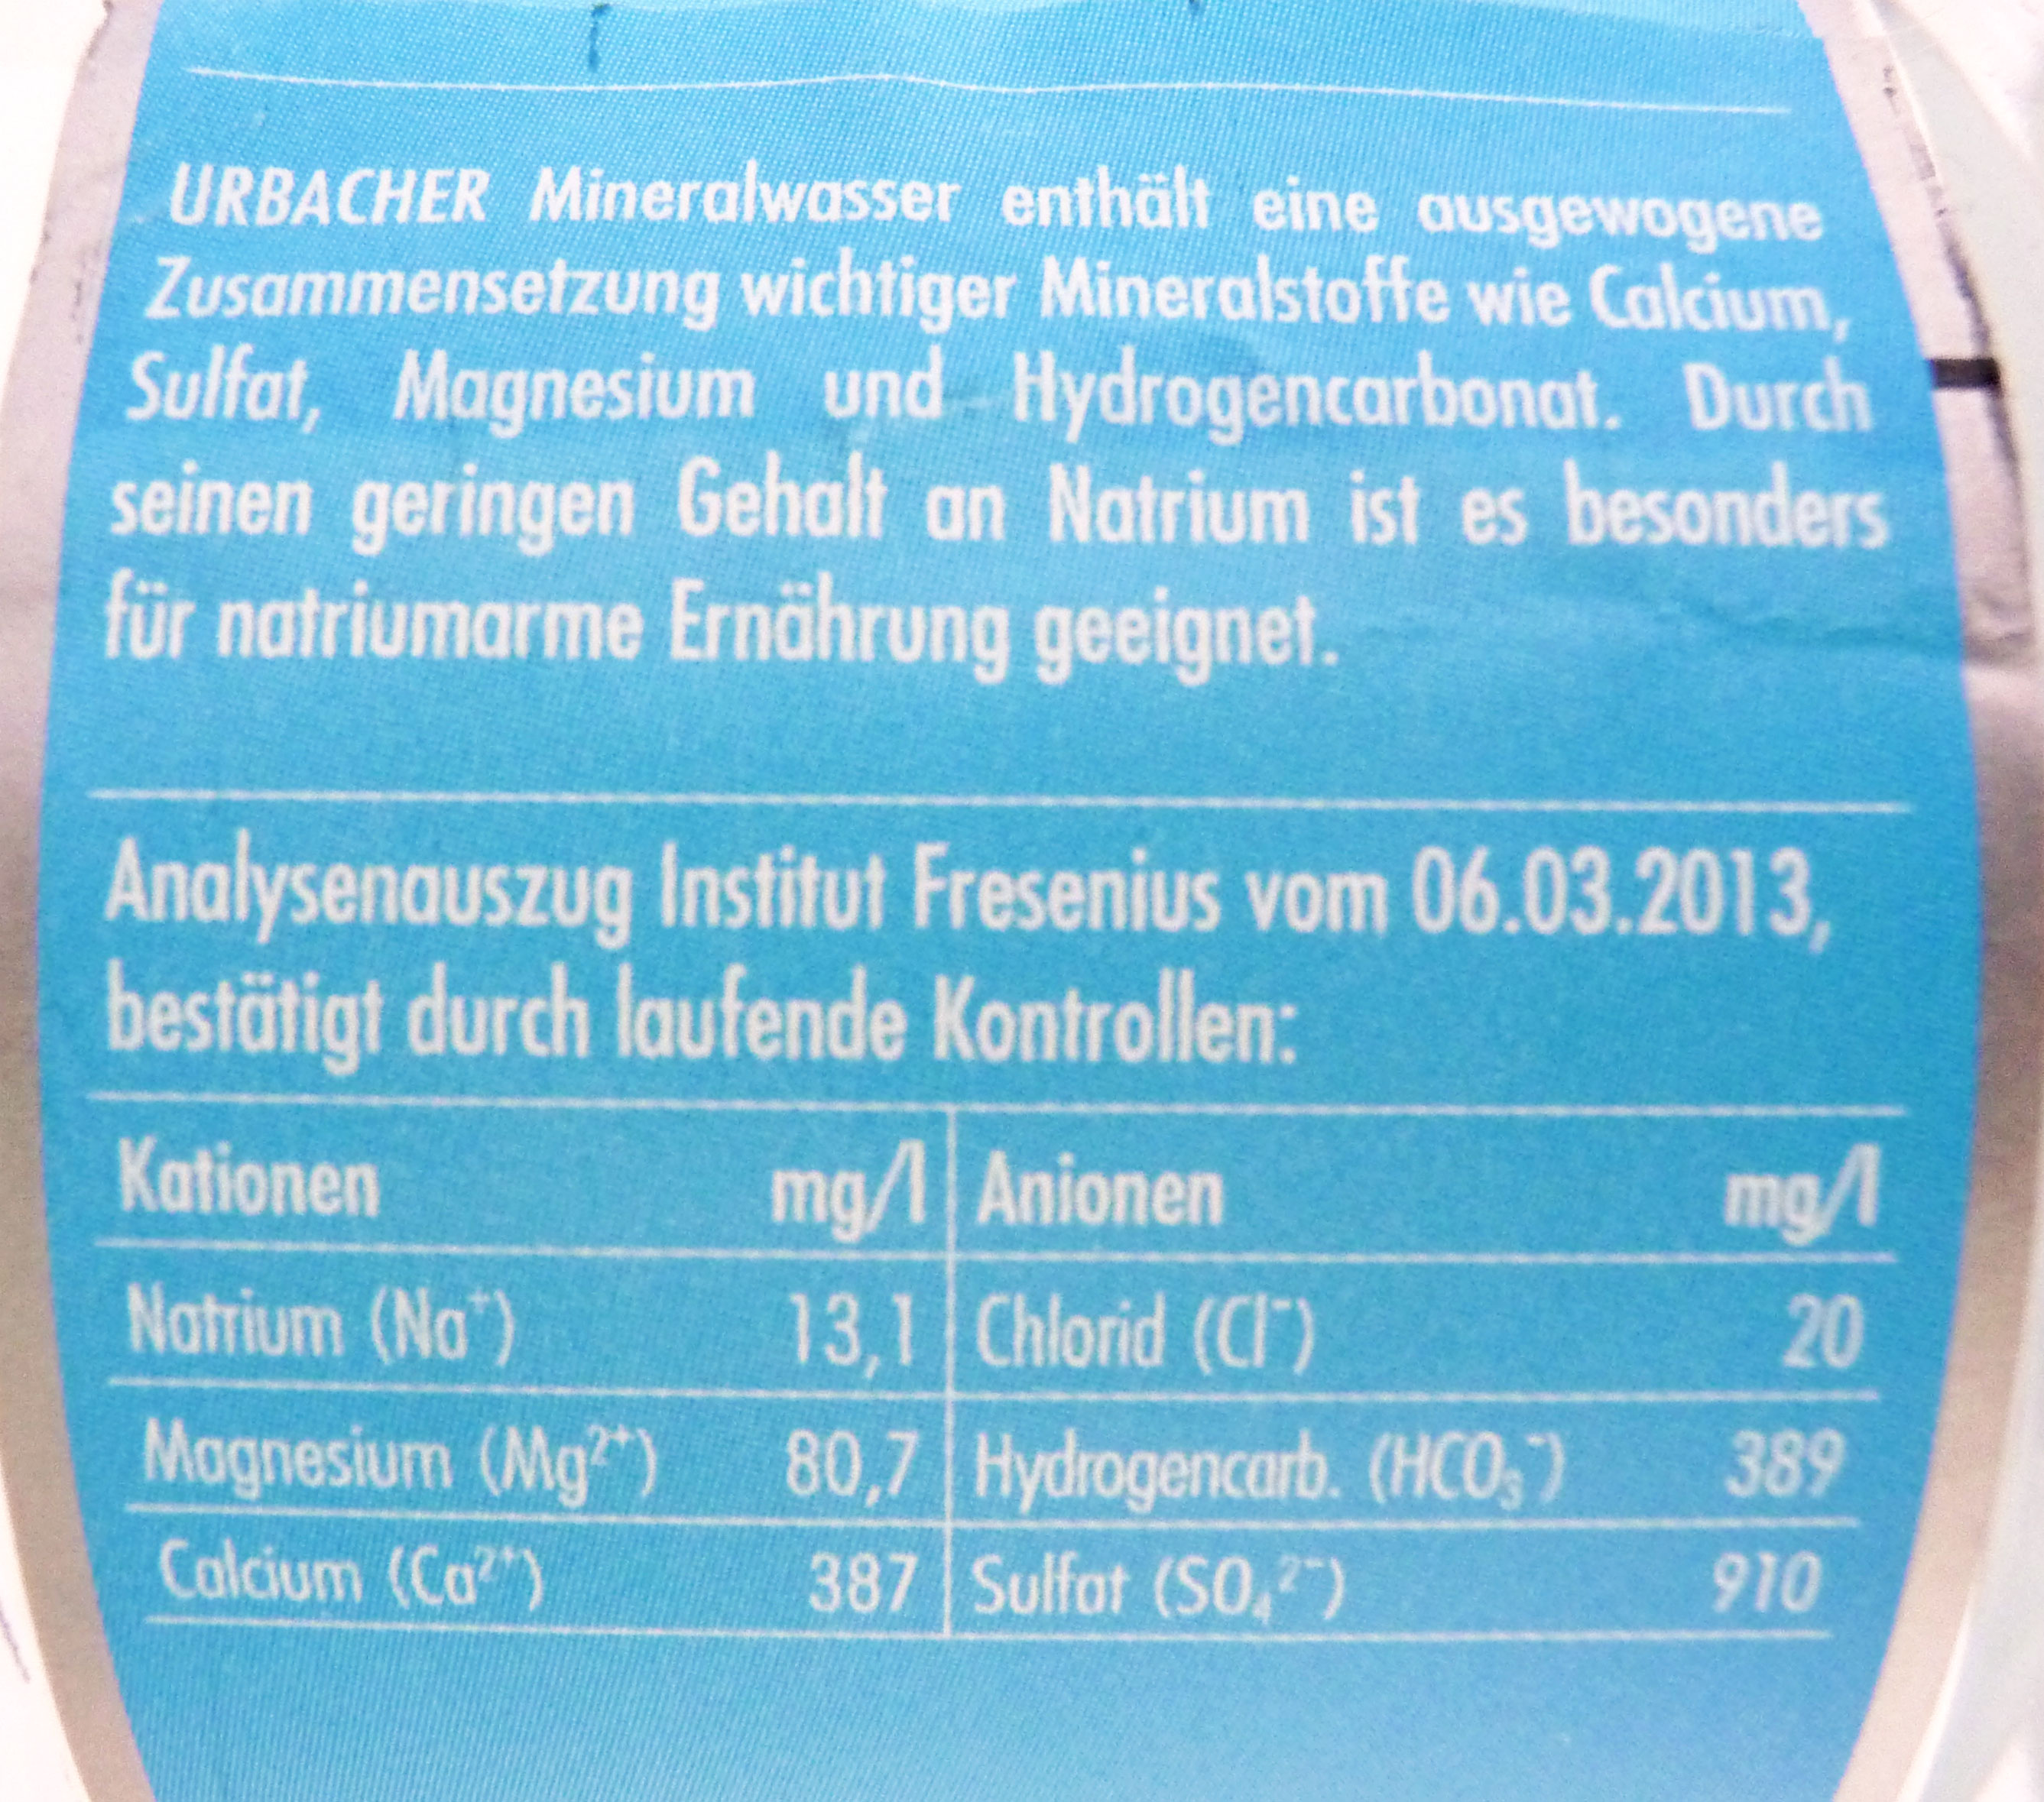 URBACHER Mineralwasser enthält eine ausgewogene
Zusammensetzung wichtiger Mineralstoffe wie Calcium,
Sulfat, Magnesium und Hydrogencarbonat. Durch
seinen geringen Gehalt an Natrium ist es besonders
für natriumarme Ernährung geeignet.
Analysenauszug Institut Fresenius vom 06.03.2013,
bestätigt durch laufende Kontrollen:
Kationen mg/l Anionen mg/l
Natrium (Na⁺) 13,1 Chlorid (Cl⁻) 20
Magnesium (Mg²⁺) 80,7 Hydrogencarb. (HCO₃⁻) 389
Calcium (Ca²⁺) 387 Sulfat (SO₄²⁻) 910